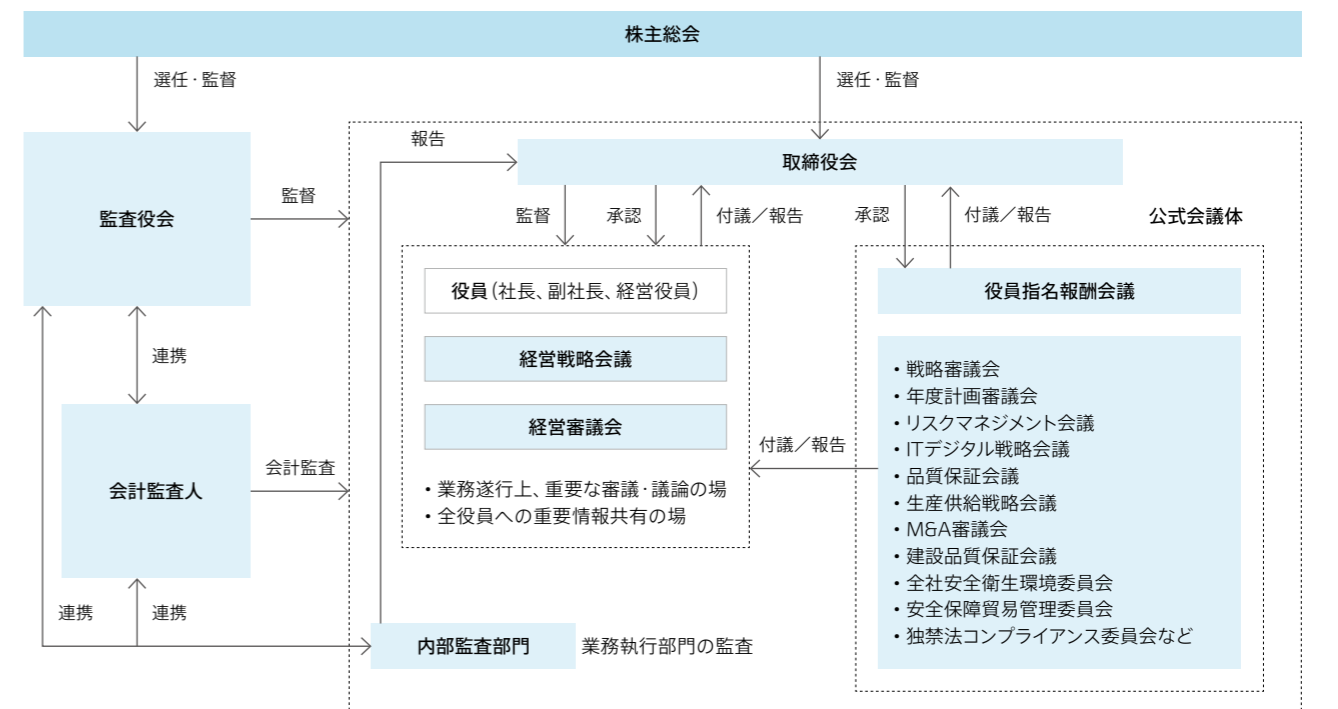 株主総会
選任・監督
選任・監督
報告
取締役会
監査役会
監督
監督
承認
付議／報告
承認
付議／報告
公式会議体
役員（社長、副社長、経営役員）
役員指名報酬会議
経営戦略会議
連携
・戦略審議会
・年度計画審議会
経営審議会
・リスクマネジメント会議
・ITデジタル戦略会議
付議／報告
会計監査人
会計監査
・品質保証会議
・業務遂行上、重要な審議・議論の場
・生産供給戦略会議
・全役員への重要情報共有の場
・M&A審議会
・建設品質保証会議
・全社安全衛生環境委員会
連携
連携
・安全保障貿易管理委員会
・独禁法コンプライアンス委員会など
内部監査部門
業務執行部門の監査